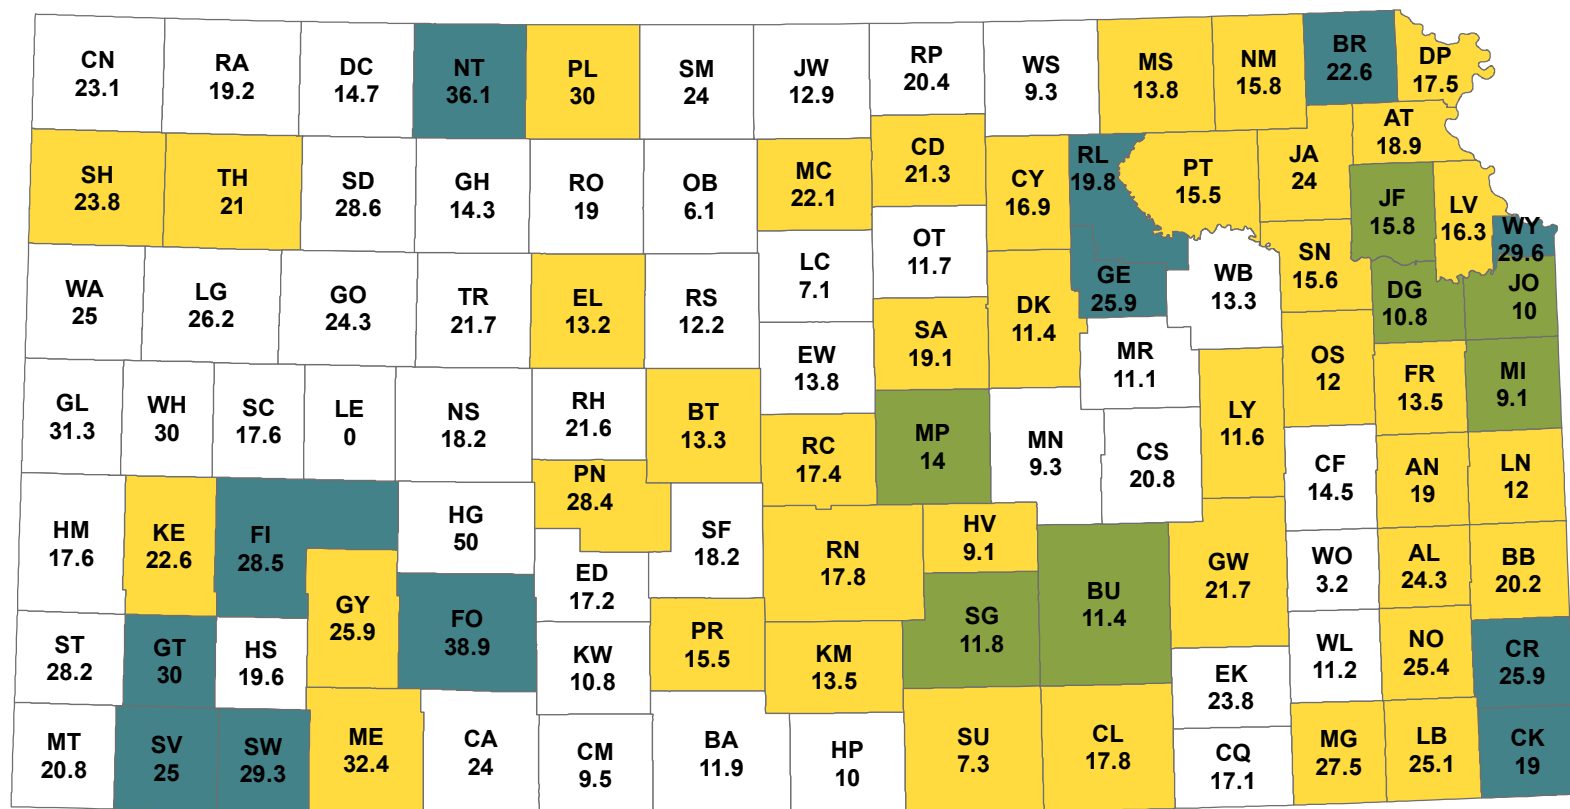 CN
23.1
RA
19.2
DC
14.7
NT
36.1
PL
30
SM
24
JW
12.9
RP
20.4
WS
9.3
MS
13.8
NM
15.8
BR
22.6
DP
17.5
AT
18.9
SH
23.8
TH
21
SD
28.6
GH
14.3
RO
19
OB
6.1
MC
22.1
CD
21.3
CY
16.9
RL
19.8
PT
15.5
JA
24
JF
15.8
LV
16.3
WY
29.6
WA
25
LG
26.2
GO
24.3
TR
21.7
EL
13.2
RS
12.2
LC
7.1
OT
11.7
SA
19.1
DK
11.4
GE
25.9
WB
13.3
SN
15.6
DG
10.8
JO
10
GL
31.3
WH
30
SC
17.6
LE
0
NS
18.2
RH
21.6
BT
13.3
EW
13.8
RC
17.4
MP
14
MR
11.1
MN
9.3
CS
20.8
LY
11.6
OS
12
FR
13.5
MI
9.1
HM
17.6
KE
22.6
FI
28.5
HG
50
PN
28.4
SF
18.2
RN
17.8
HV
9.1
CF
14.5
AN
19
LN
12
GY
25.9
FO
38.9
ED
17.2
SG
11.8
BU
11.4
GW
21.7
WO
3.2
AL
24.3
BB
20.2
ST
28.2
GT
30
HS
19.6
KW
10.8
PR
15.5
KM
13.5
EK
23.8
WL
11.2
NO
25.4
CR
25.9
MT
20.8
SV
25
SW
29.3
ME
32.4
CA
24
CM
9.5
BA
11.9
HP
10
SU
7.3
CL
17.8
CQ
17.1
MG
27.5
LB
25.1
CK
19